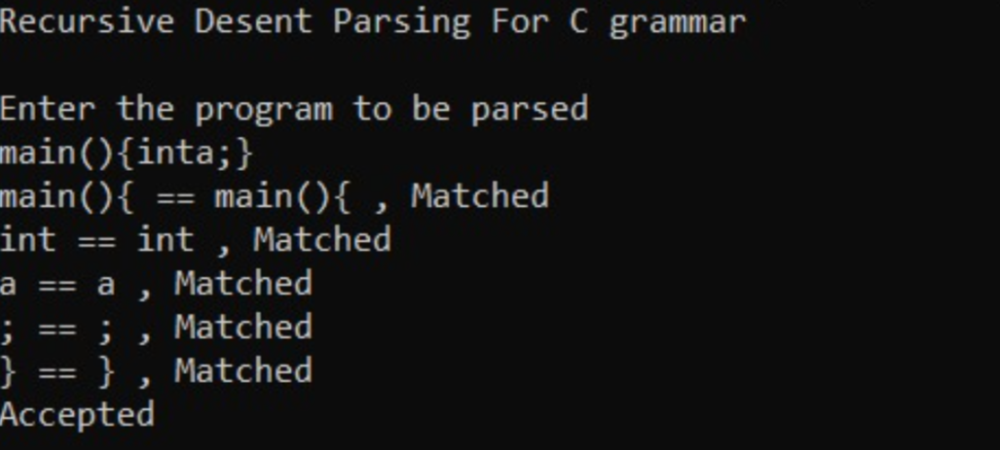 Recursive Desent Parsing For C grammar
Enter the program to be parsed
main(){inta;}
main(){ == main(){ , Matched
int == int , Matched
a == a , Matched
; == ; , Matched
} == } , Matched
Accepted